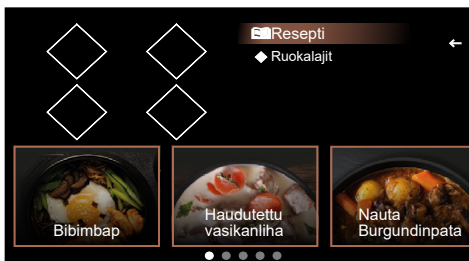 Resepti
Ruokalajit
Bibimbap
Haudutettu
vasikanliha
Nauta
Burgundinpata